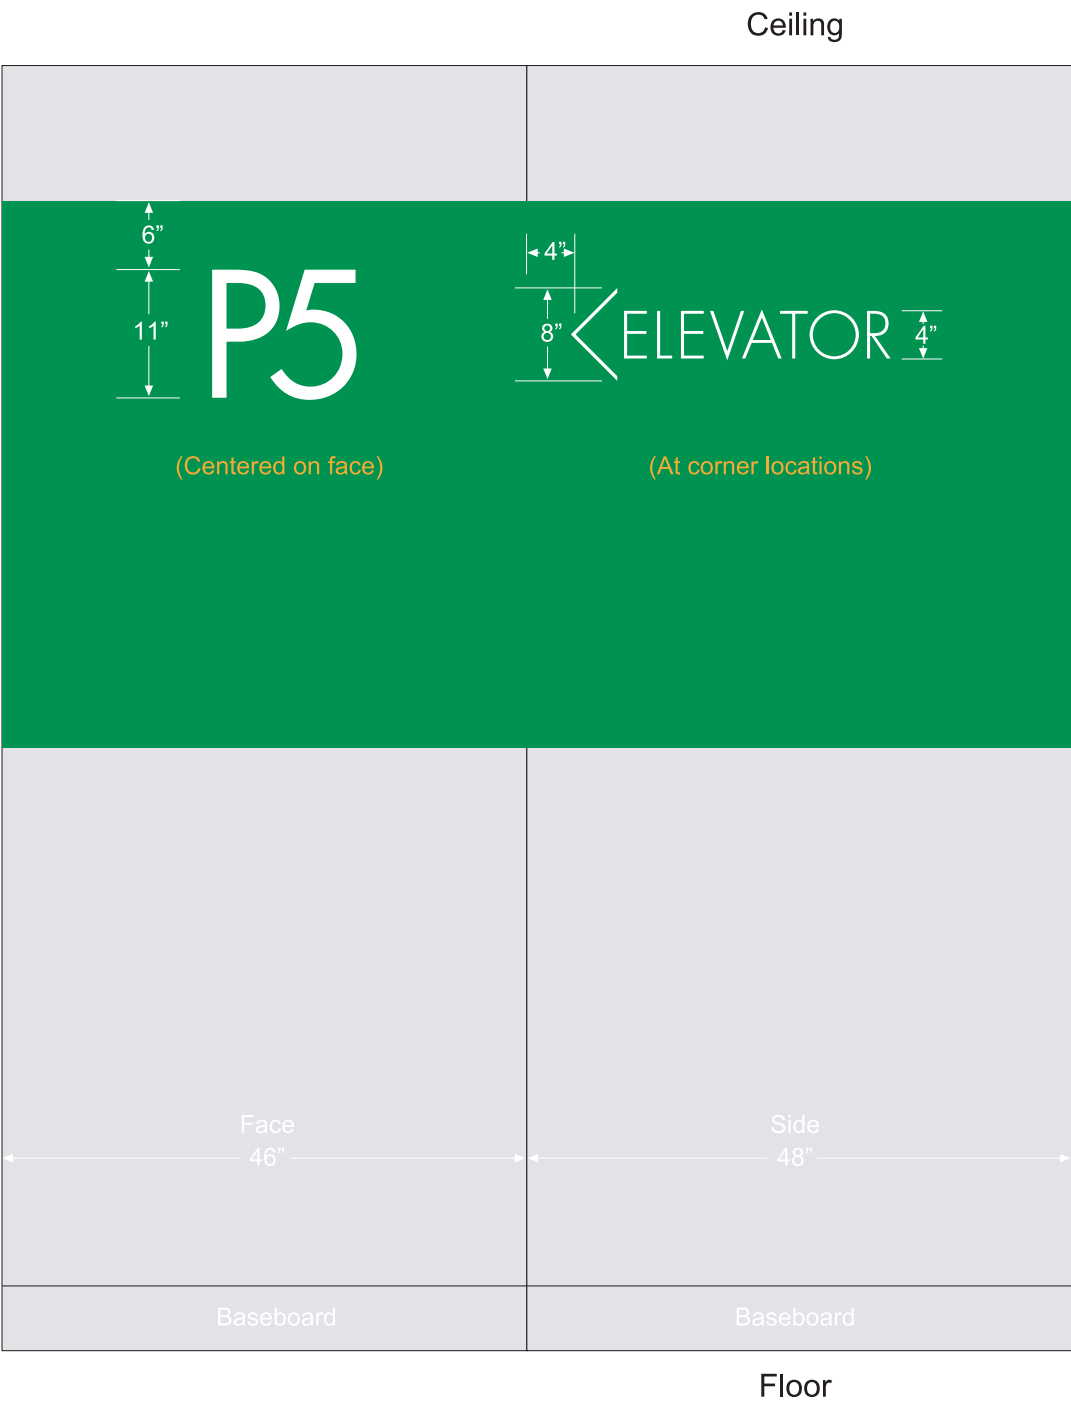 Ceiling
6”
4”
11”
P5
8”
ELEVATOR
4”
(Centered on face)
(At corner locations)
Face
Side
46”
48”
Baseboard
Baseboard
Floor